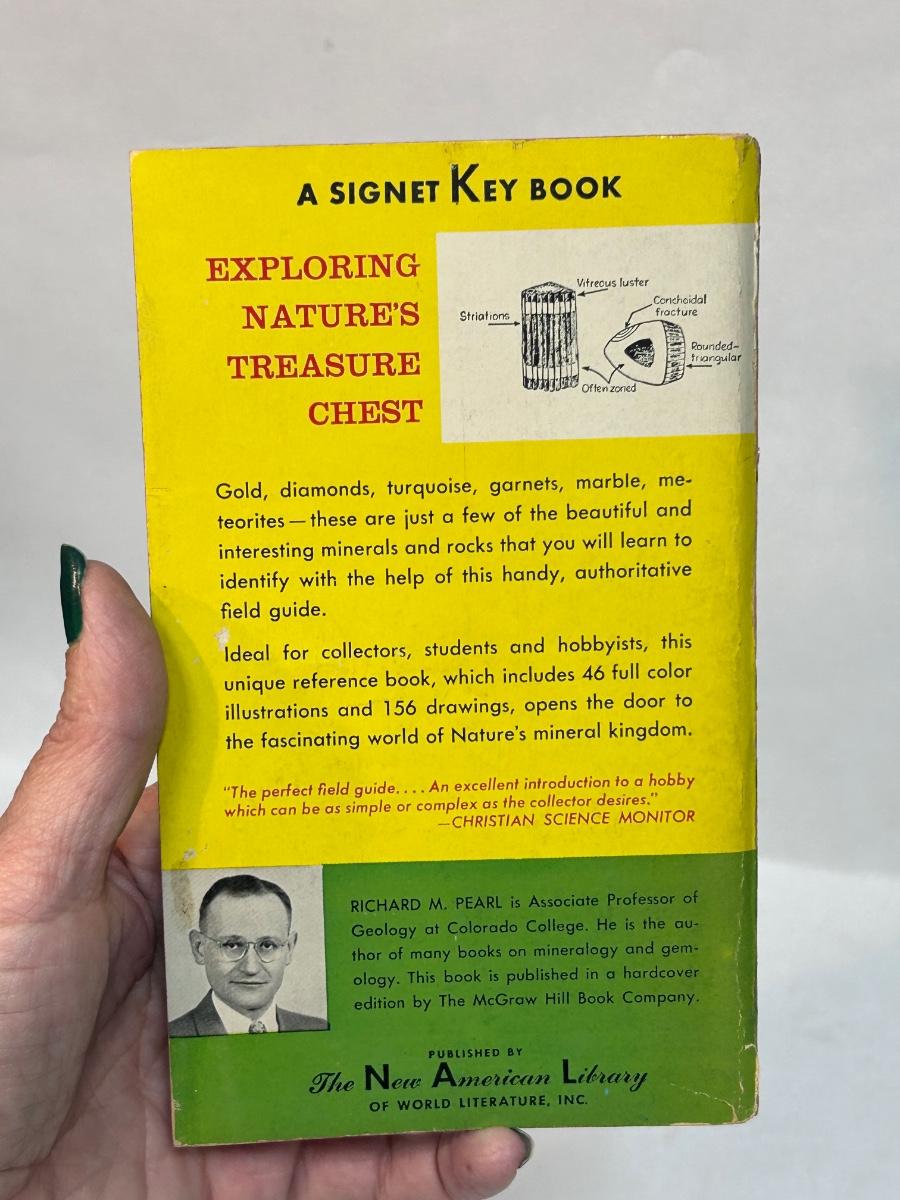 A SIGNET KEY BOOK
EXPLORING
NATURE'S
TREASURE
CHEST
Vitreous luster
Striations
Conchoidal
fracture
Rounded-
triangular
Often zoned
Gold, diamonds, turquoise, garnets, marble, me-
teorites — these are just a few of the beautiful and
interesting minerals and rocks that you will learn to
identify with the help of this handy, authoritative
field guide.
Ideal for collectors, students and hobbyists, this
unique reference book, which includes 46 full color
illustrations and 156 drawings, opens the door to
the fascinating world of Nature's mineral kingdom.
"The perfect field guide. . . . An excellent introduction to a hobby
which can be as simple or complex as the collector desires."
—CHRISTIAN SCIENCE MONITOR
RICHARD M. PEARL is Associate Professor of
Geology at Colorado College. He is the au-
thor of many books on mineralogy and gem-
ology. This book is published in a hardcover
edition by The McGraw Hill Book Company.
PUBLISHED BY
The New American Library
OF WORLD LITERATURE, INC.